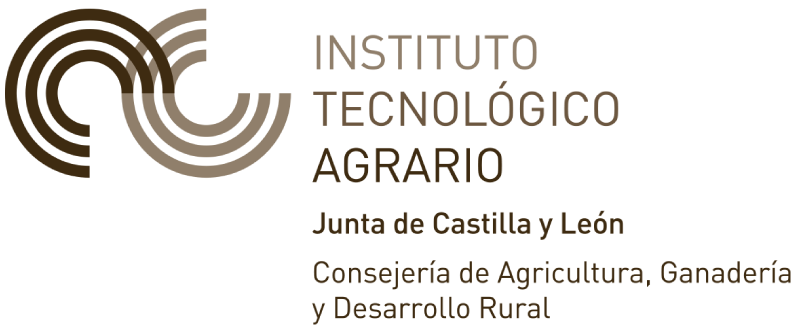 INSTITUTO
TECNOLÓGICO
AGRARIO
Junta de Castilla y León
Consejería de Agricultura, Ganadería
y Desarrollo Rural